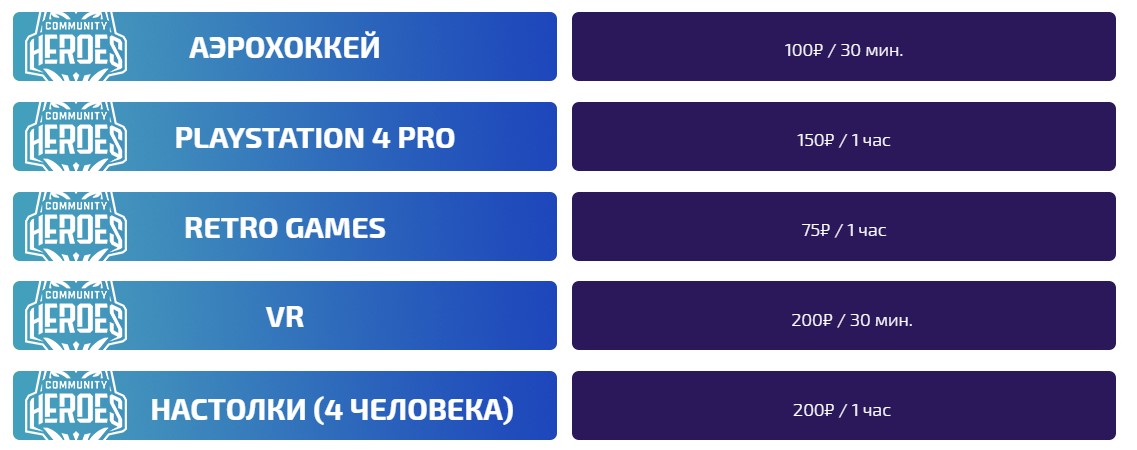 COMMUNITY
HEROES
АЭРОХОККЕЙ
100₽ / 30 мин.
COMMUNITY
HEROES
PLAYSTATION 4 PRO
150₽ / 1 час
COMMUNITY
HEROES
RETRO GAMES
75₽ / 1 час
COMMUNITY
HEROES
VR
200₽ / 30 мин.
COMMUNITY
HEROES
НАСТОЛКИ (4 ЧЕЛОВЕКА)
200₽ / 1 час